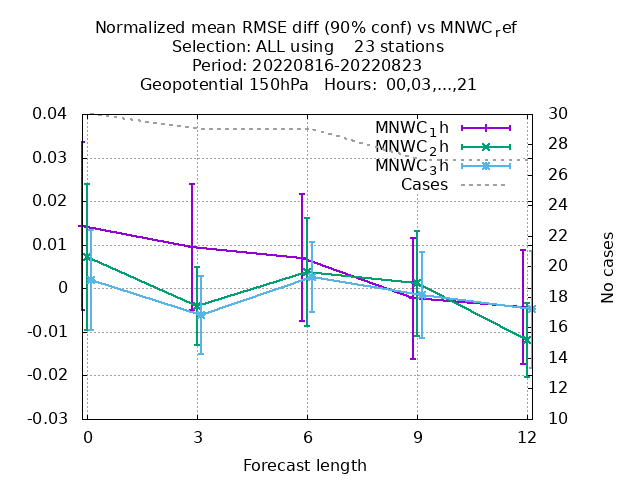 Normalized mean RMSE diff (90% conf) vs MNWC_ref
Selection: ALL using    23 stations
Period: 20220816-20220823
Geopotential 150hPa   Hours:  00,03,...,21
MNWC_1h
MNWC_2h
MNWC_3h
Cases
0.04
0.03
0.02
0.01
0
-0.01
-0.02
-0.03
30
28
26
24
22
20
18
16
14
12
10
No cases
0
3
6
9
12
Forecast length